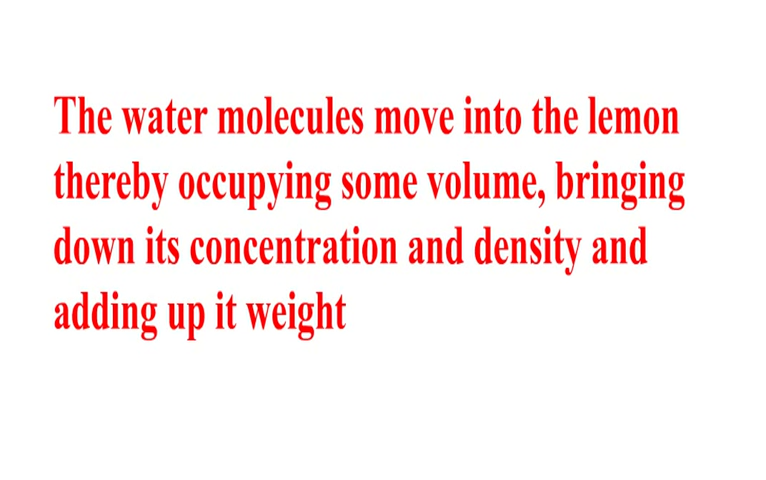 The water molecules move into the lemon
thereby occupying some volume, bringing
down its concentration and density and
adding up it weight